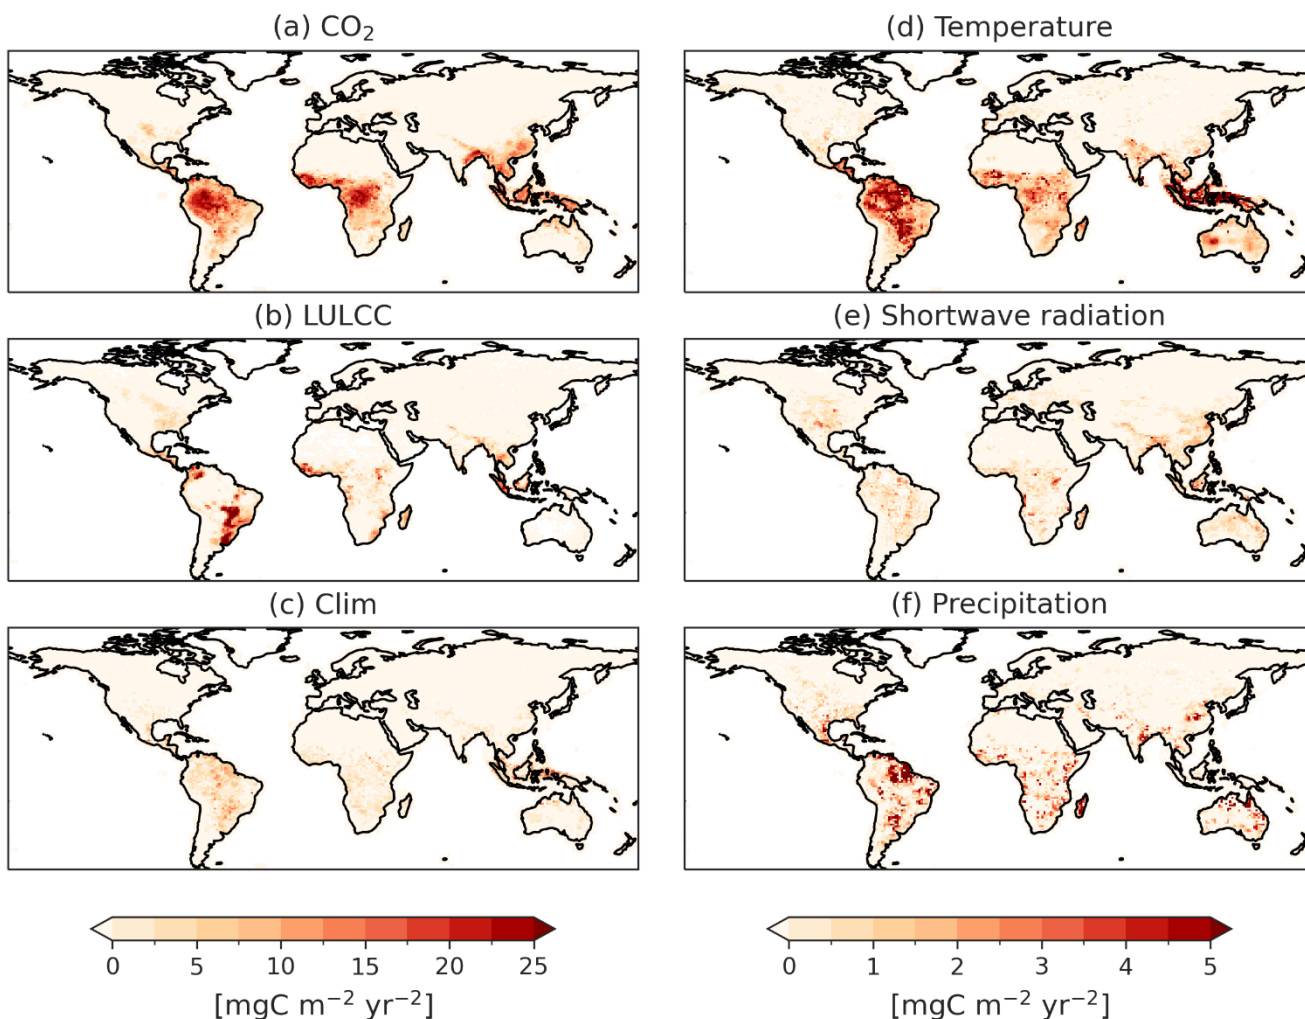 (a) CO₂
(d) Temperature
(b) LULCC
(e) Shortwave radiation
(c) Clim
(f) Precipitation
0 5 10 15 20 25
[mgC m⁻² yr⁻²]
0 1 2 3 4 5
[mgC m⁻² yr⁻²]